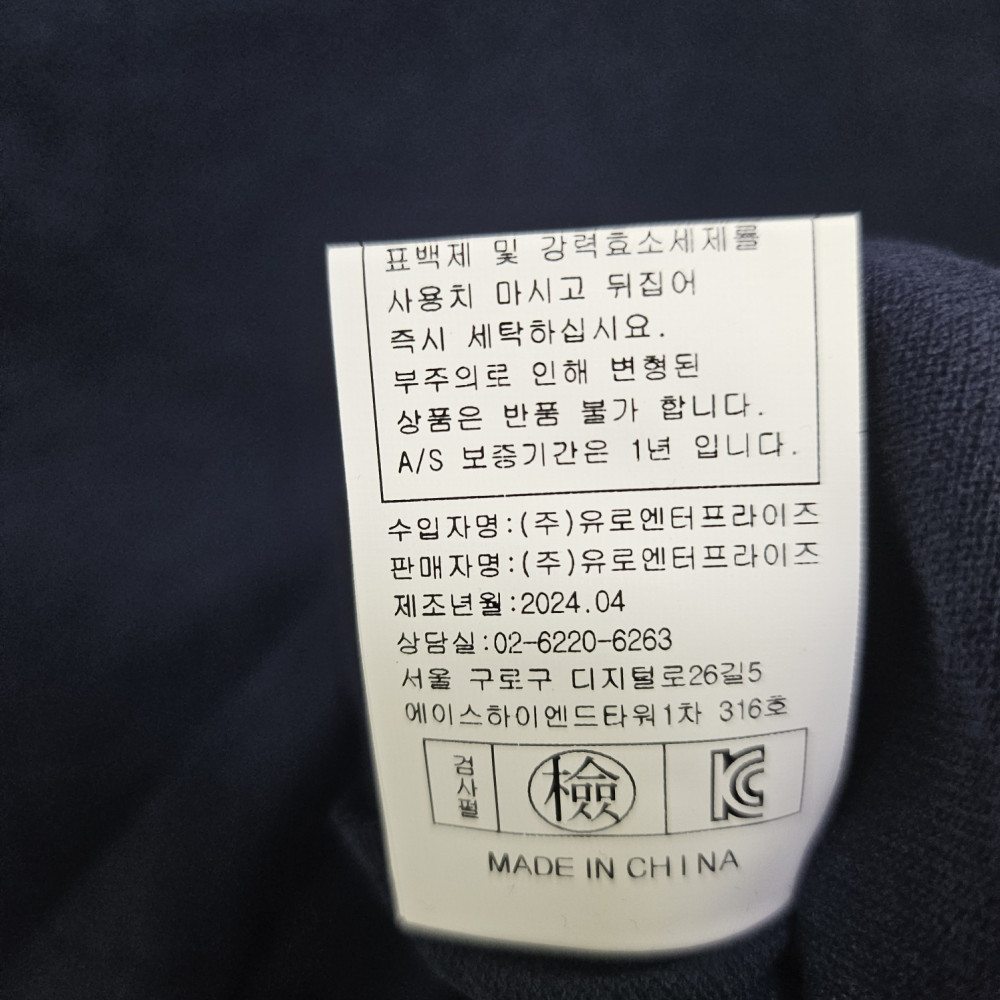 표백제 및 강력효소세제를
사용치 마시고 뒤집어
즉시 세탁하십시요.
부주의로 인해 변형된
상품은 반품 불가 합니다.
A/S 보증기간은 1년 입니다.
수입자명:(주)유로엔터프라이즈
판매자명:(주)유로엔터프라이즈
제조년월:2024.04
상담실:02-6220-6263
서울 구로구 디지털로26길5
에이스하이엔드타워1차 316호
검사필 檢 KC
MADE IN CHINA